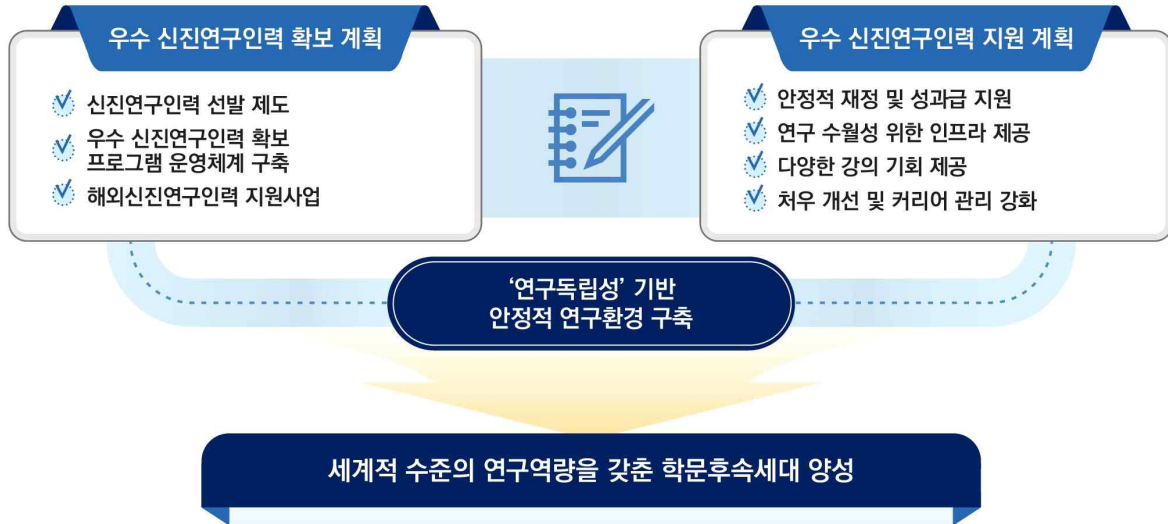 우수 신진연구인력 확보 계획
신진연구인력 선발 제도
우수 신진연구인력 확보
프로그램 운영체계 구축
해외신진연구인력 지원사업
우수 신진연구인력 지원 계획
안정적 재정 및 성과급 지원
연구 수월성 위한 인프라 제공
다양한 강의 기회 제공
처우 개선 및 커리어 관리 강화
‘연구독립성’ 기반
안정적 연구환경 구축
세계적 수준의 연구역량을 갖춘 학문후속세대 양성